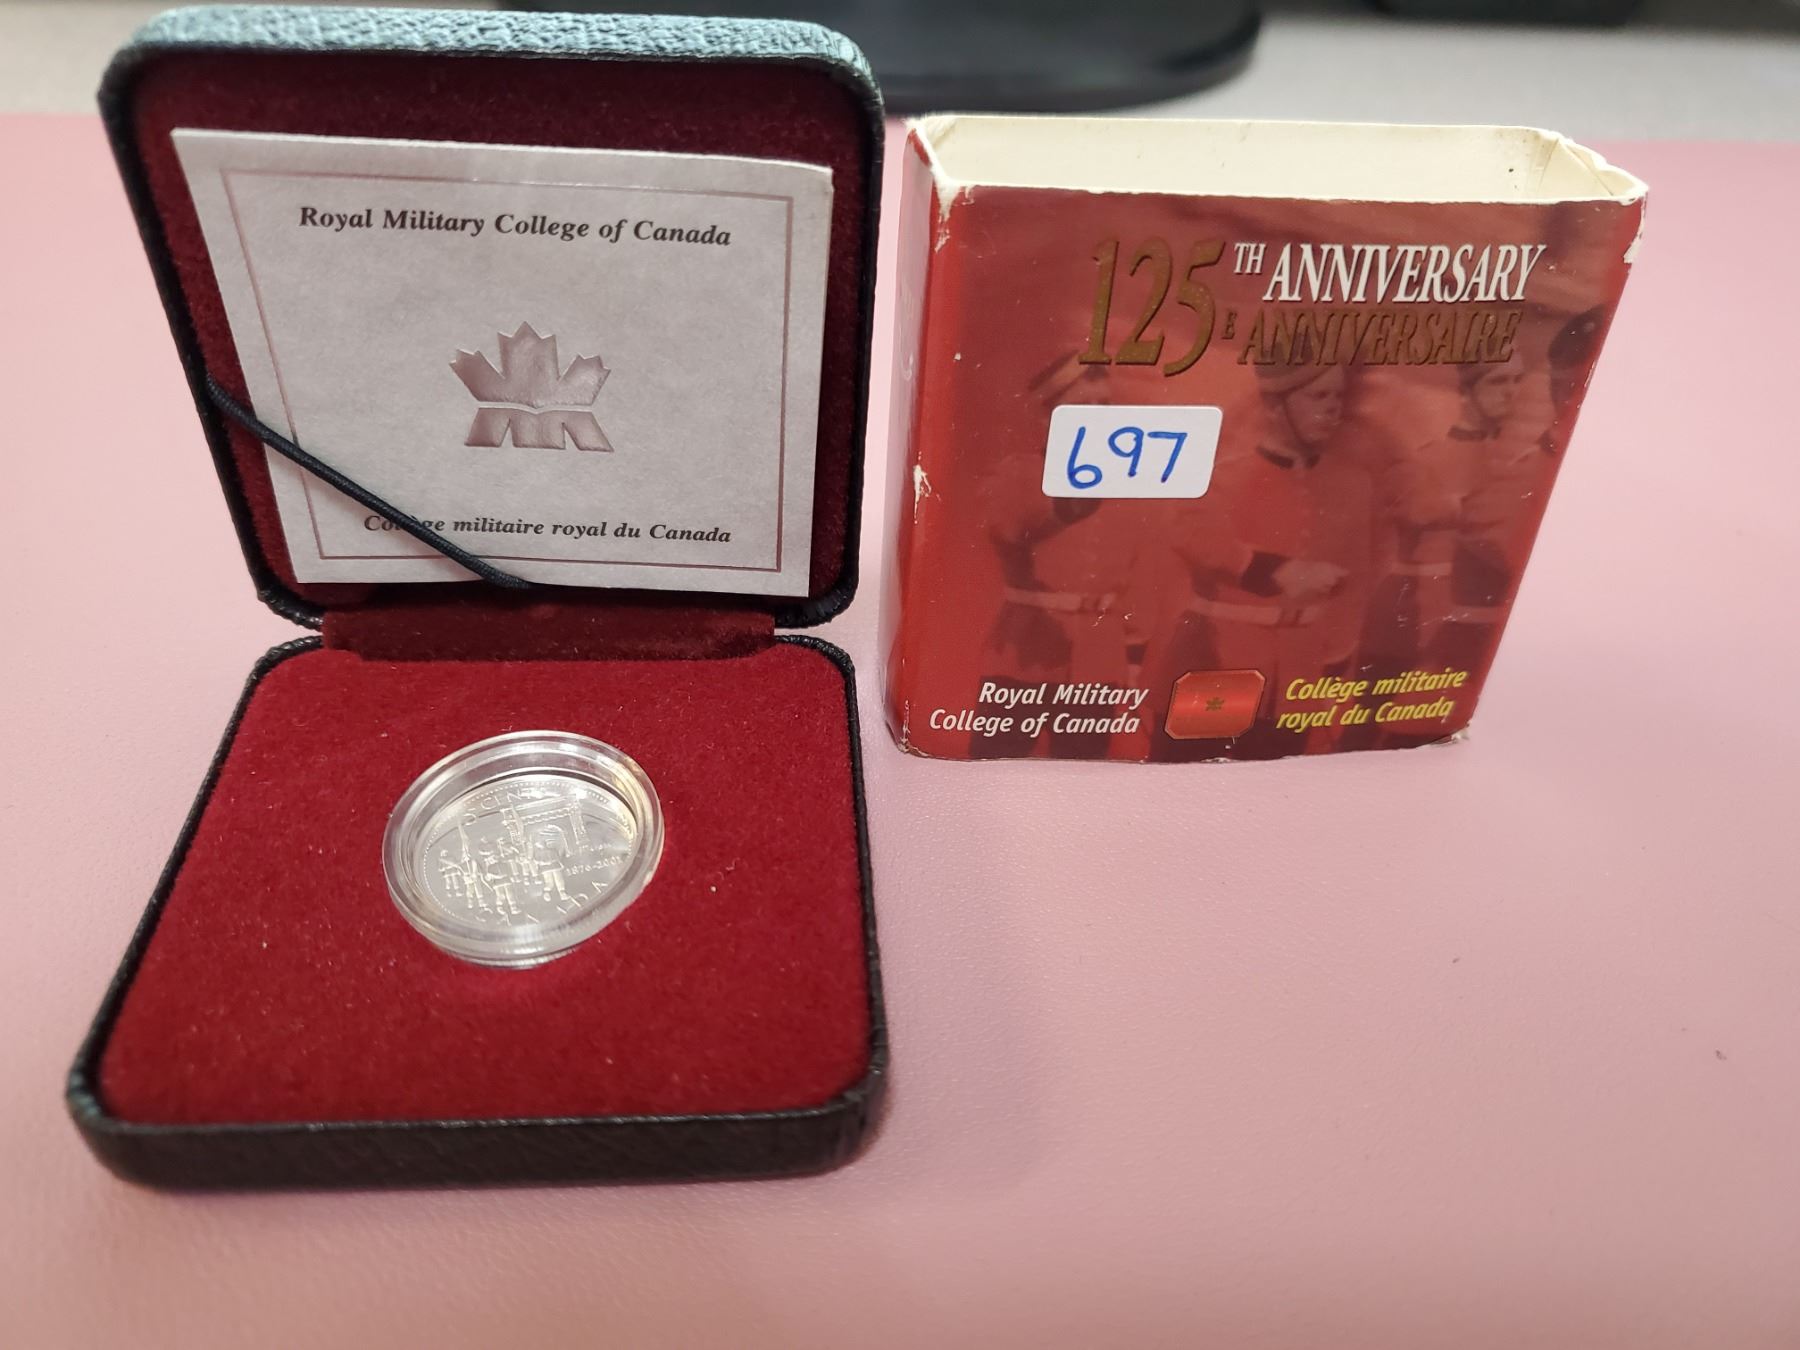 Royal Military College of Canada
Collège militaire royal du Canada
125TH ANNIVERSARY
E ANNIVERSAIRE
697
Royal Military
College of Canada
Collège militaire
royal du Canada
CENTS
1876-2001
CANADA